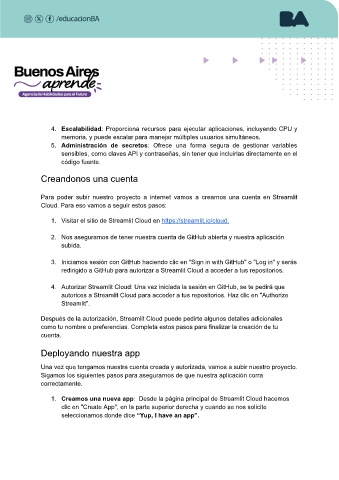 /educacionBA
BA
Buenos Aires
aprende
Agencia de Habilidades para el Futuro
4. Escalabilidad: Proporciona recursos para ejecutar aplicaciones, incluyendo CPU y
memoria, y puede escalar para manejar múltiples usuarios simultáneos.
5. Administración de secretos: Ofrece una forma segura de gestionar variables
sensibles, como claves API y contraseñas, sin tener que incluirlas directamente en el
código fuente.
Creandonos una cuenta
Para poder subir nuestro proyecto a internet vamos a crearnos una cuenta en Streamlit
Cloud. Para eso vamos a seguir estos pasos:
1. Visitar el sitio de Streamlit Cloud en https://streamlit.io/cloud.
2. Nos aseguramos de tener nuestra cuenta de GitHub abierta y nuestra aplicación
subida.
3. Iniciamos sesión con GitHub haciendo clic en "Sign in with GitHub" o "Log in" y serás
redirigido a GitHub para autorizar a Streamlit Cloud a acceder a tus repositorios.
4. Autorizar Streamlit Cloud: Una vez iniciada la sesión en GitHub, se te pedirá que
autorices a Streamlit Cloud para acceder a tus repositorios. Haz clic en "Authorize
Streamlit".
Después de la autorización, Streamlit Cloud puede pedirte algunos detalles adicionales
como tu nombre o preferencias. Completa estos pasos para finalizar la creación de tu
cuenta.
Deployando nuestra app
Una vez que tengamos nuestra cuenta creada y autorizada, vamos a subir nuestro proyecto.
Sigamos los siguientes pasos para asegurarnos de que nuestra aplicación corra
correctamente.
1. Creamos una nueva app: Desde la página principal de Streamlit Cloud hacemos
clic en "Create App", en la parte superior derecha y cuando se nos solicite
seleccionamos donde dice "Yup, I have an app".